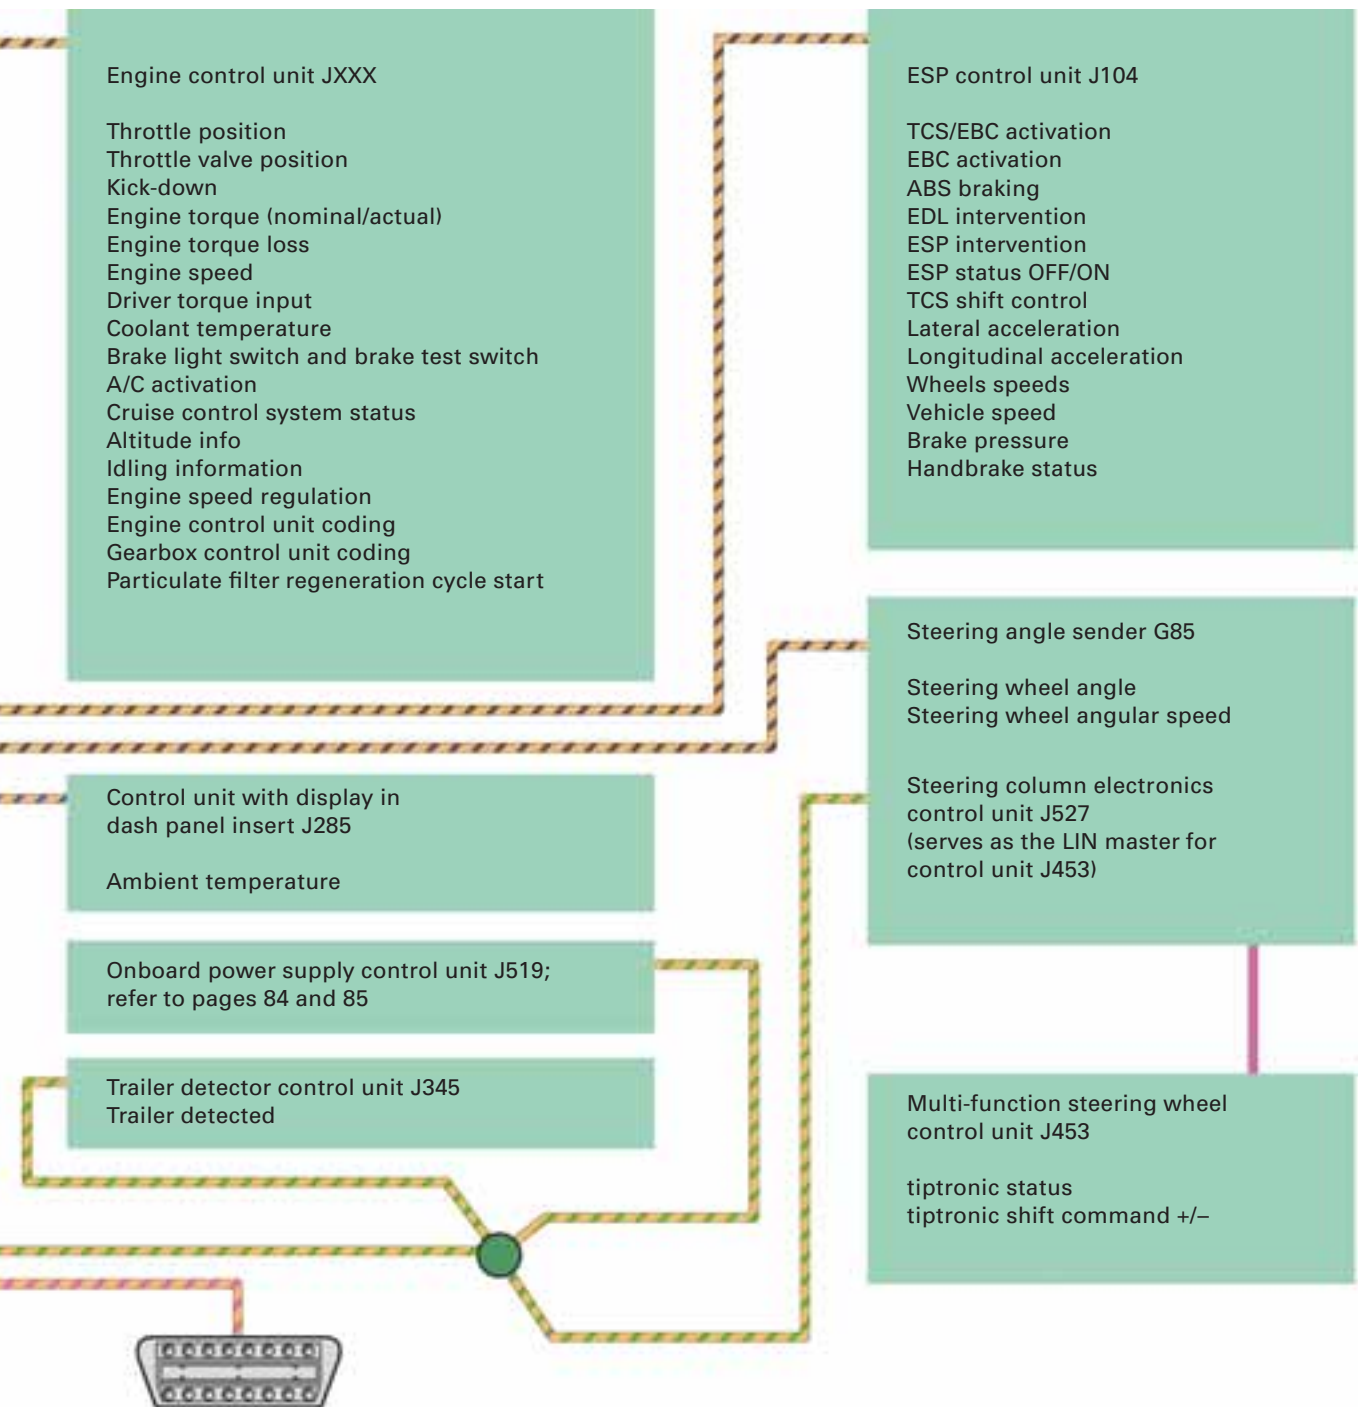 Engine control unit JXXX
Throttle position
Throttle valve position
Kick-down
Engine torque (nominal/actual)
Engine torque loss
Engine speed
Driver torque input
Coolant temperature
Brake light switch and brake test switch
A/C activation
Cruise control system status
Altitude info
Idling information
Engine speed regulation
Engine control unit coding
Gearbox control unit coding
Particulate filter regeneration cycle start
Control unit with display in
dash panel insert J285
Ambient temperature
Onboard power supply control unit J519;
refer to pages 84 and 85
Trailer detector control unit J345
Trailer detected
ESP control unit J104
TCS/EBC activation
EBC activation
ABS braking
EDL intervention
ESP intervention
ESP status OFF/ON
TCS shift control
Lateral acceleration
Longitudinal acceleration
Wheels speeds
Vehicle speed
Brake pressure
Handbrake status
Steering angle sender G85
Steering wheel angle
Steering wheel angular speed
Steering column electronics
control unit J527
(serves as the LIN master for
control unit J453)
Multi-function steering wheel
control unit J453
tiptronic status
tiptronic shift command +/–